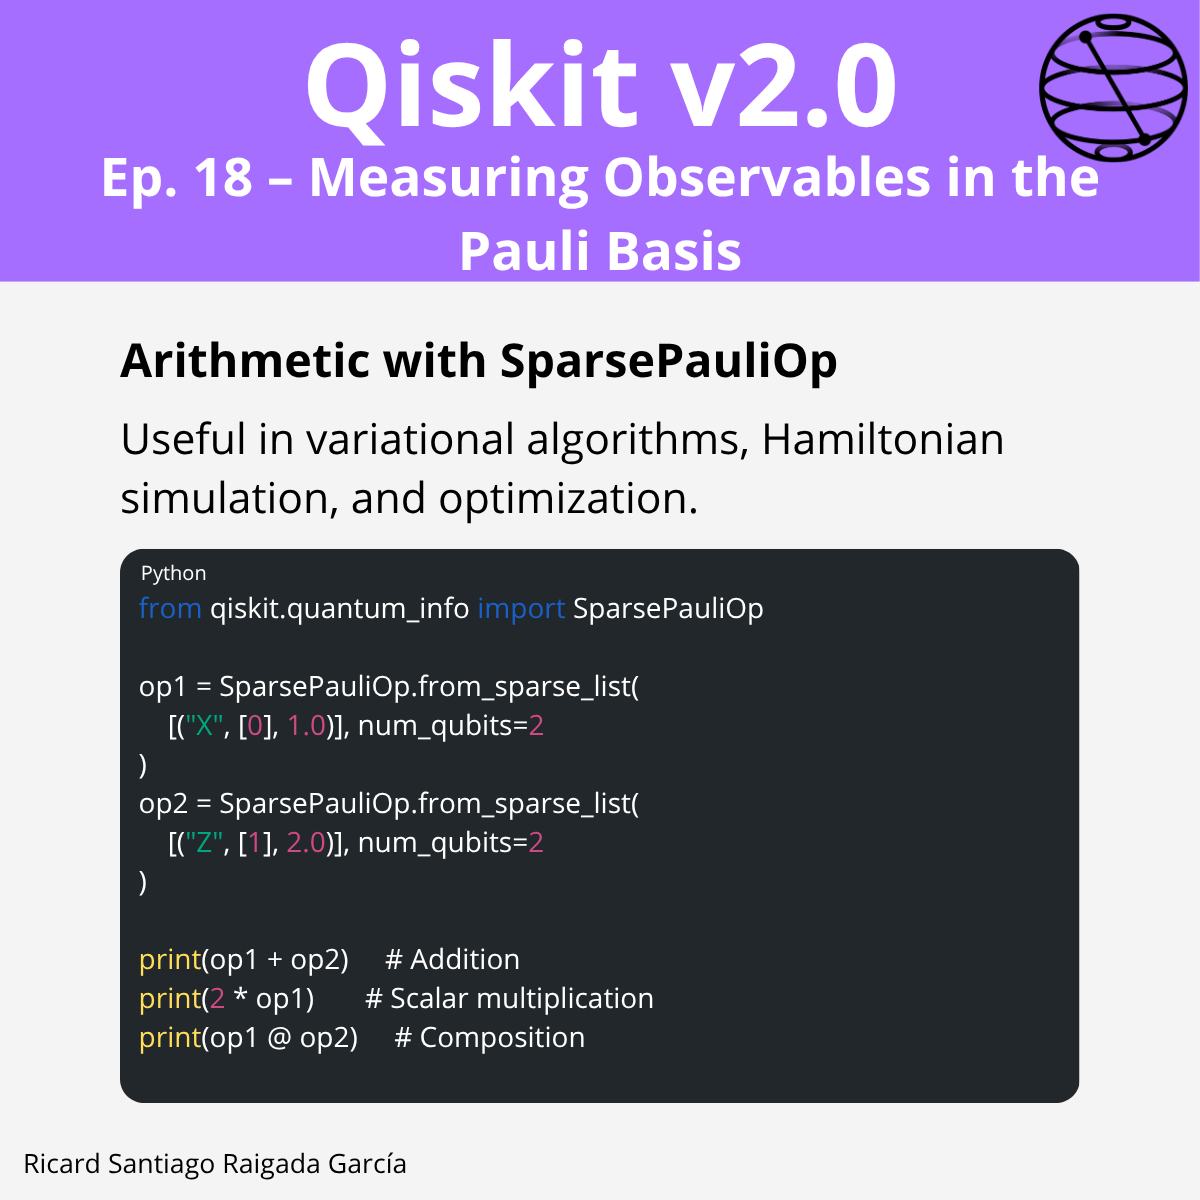 Qiskit v2.0
Ep. 18 – Measuring Observables in the
Pauli Basis
Arithmetic with SparsePauliOp
Useful in variational algorithms, Hamiltonian
simulation, and optimization.
Python
from qiskit.quantum_info import SparsePauliOp
op1 = SparsePauliOp.from_sparse_list(
    [("X", [0], 1.0)], num_qubits=2
)
op2 = SparsePauliOp.from_sparse_list(
    [("Z", [1], 2.0)], num_qubits=2
)
print(op1 + op2)     # Addition
print(2 * op1)       # Scalar multiplication
print(op1 @ op2)     # Composition
Ricard Santiago Raigada García